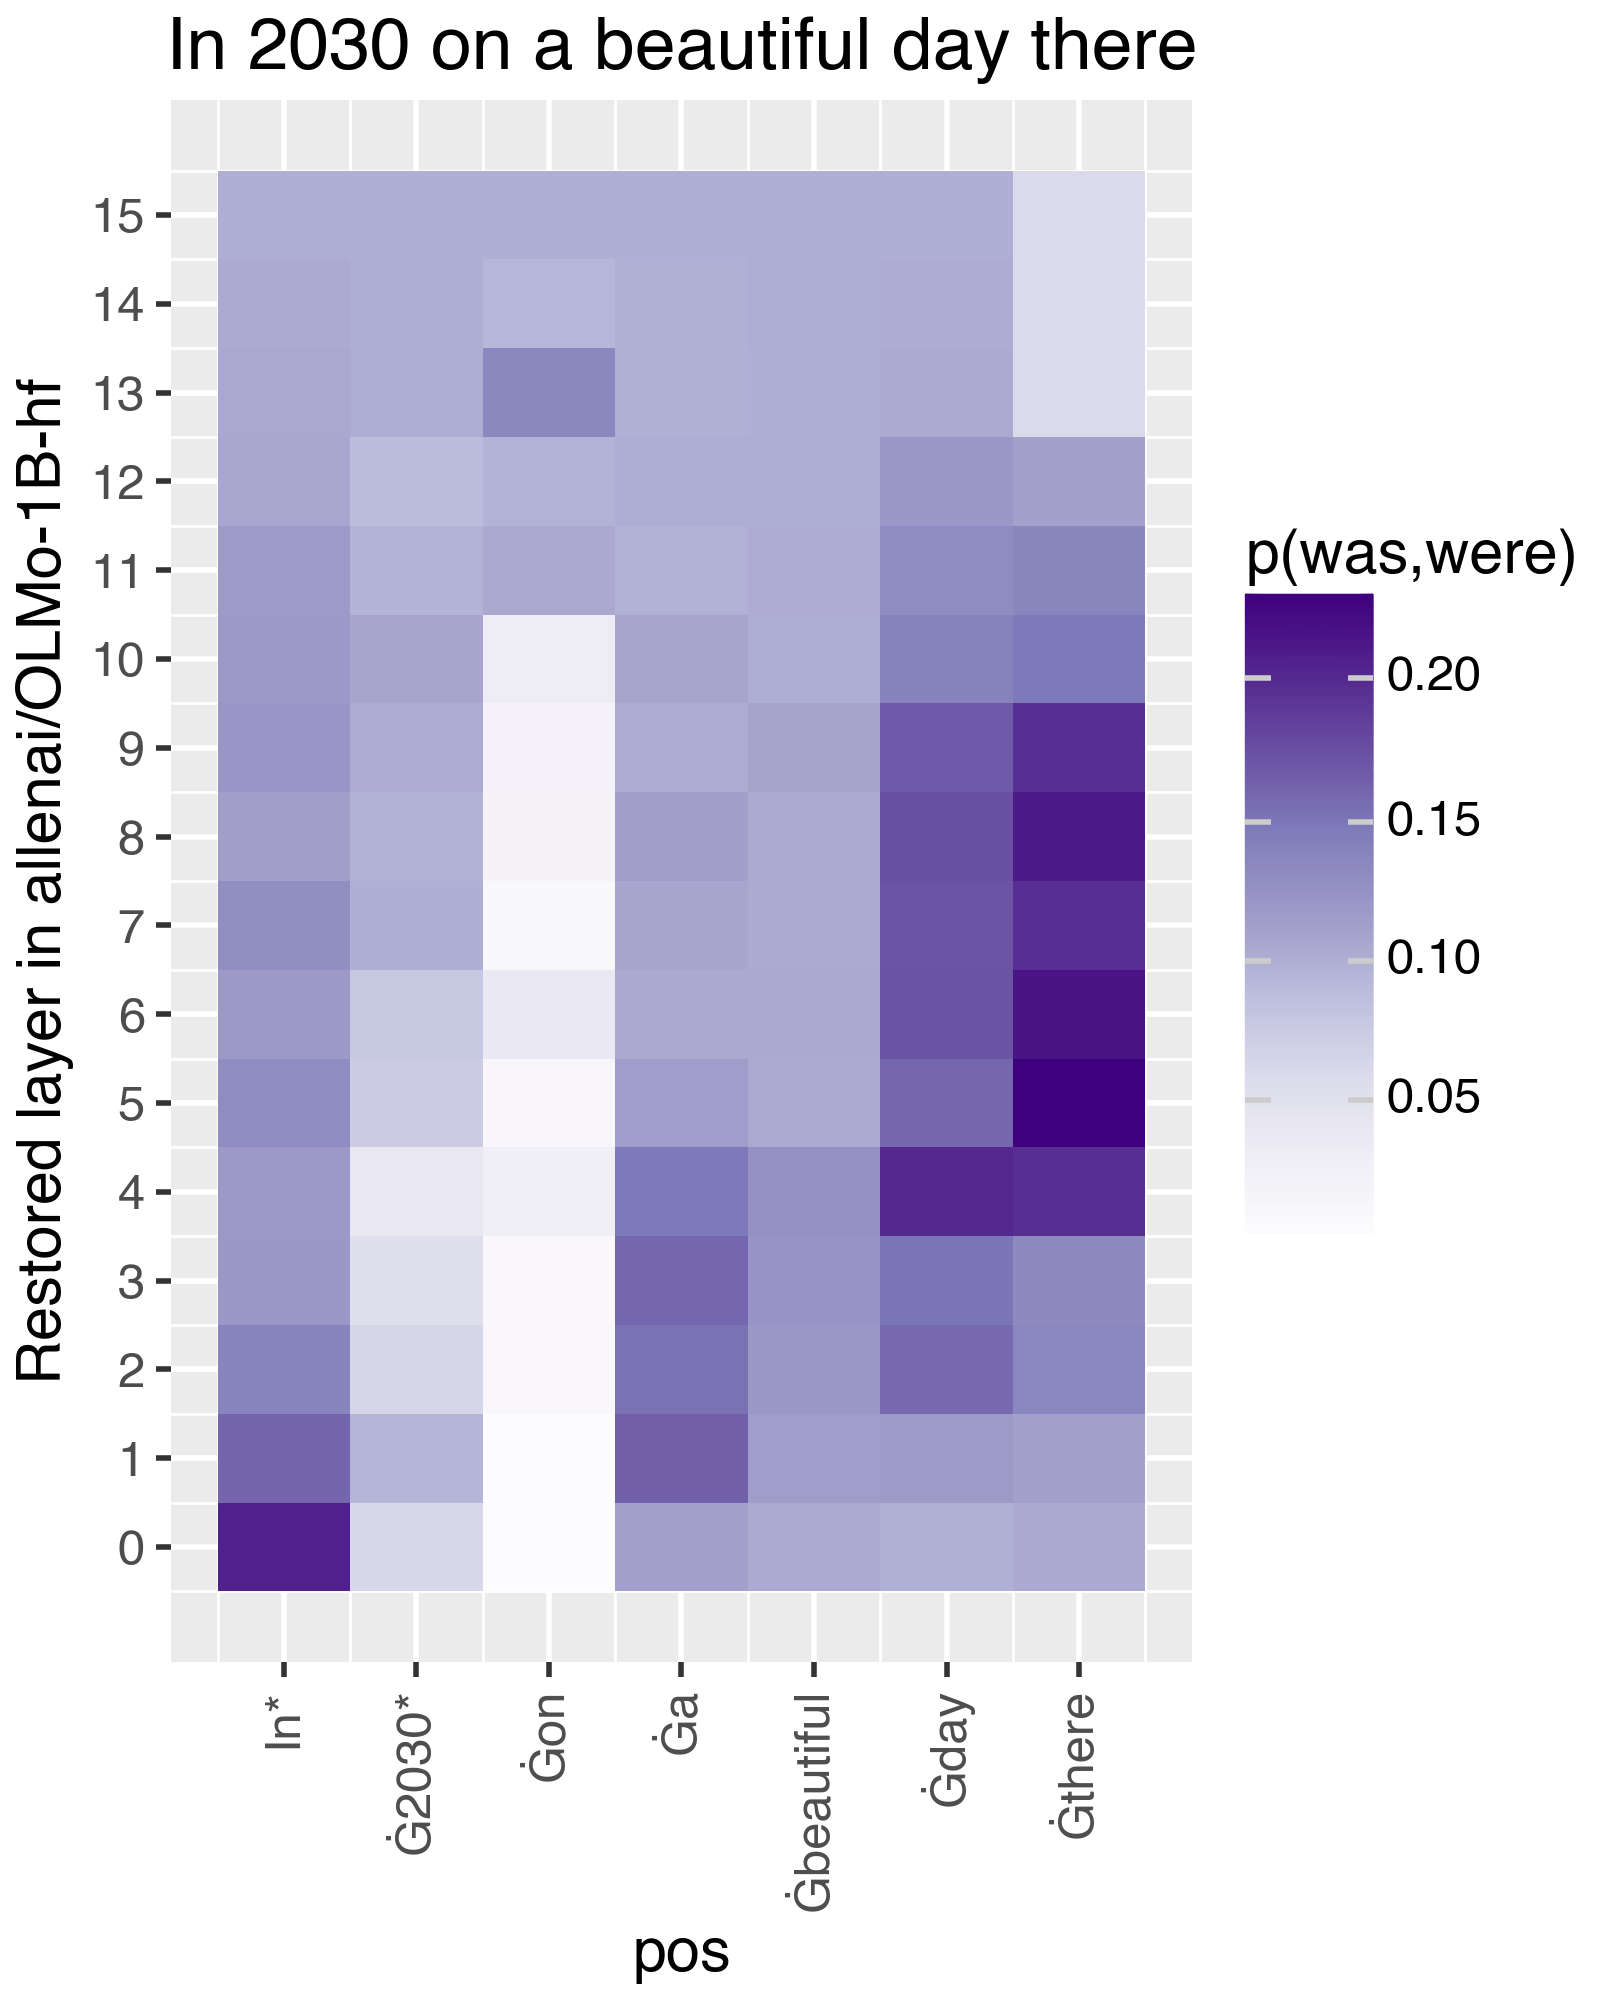 In 2030 on a beautiful day there
Restored layer in allenai/OLMo-1B-hf
15
14
13
12
11
10
9
8
7
6
5
4
3
2
1
0
In*
Ġ2030*
Ġon
Ġa
Ġbeautiful
Ġday
Ġthere
pos
p(was,were)
0.20
0.15
0.10
0.05